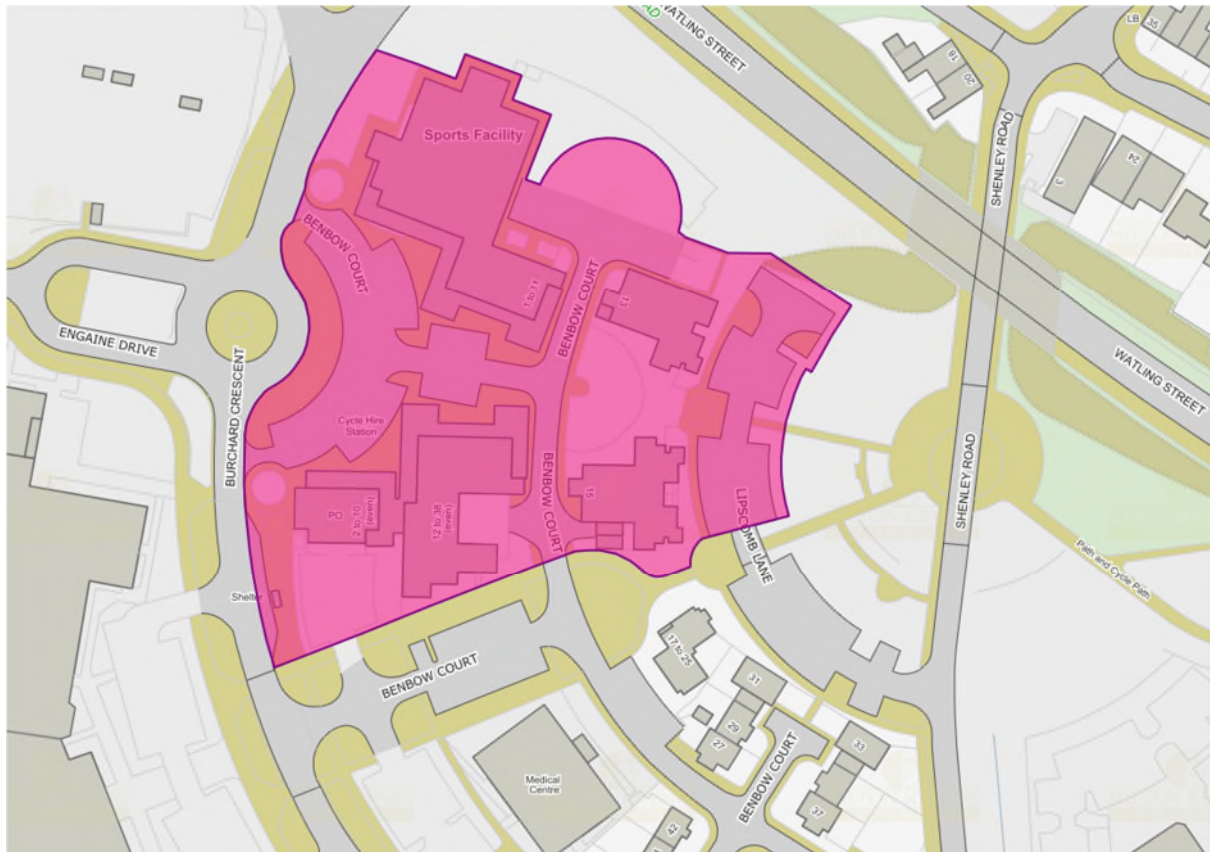 WATLING STREET
LB
35
18
20
SHENLEY ROAD
24
3
Sports Facility
BENBOW COURT
1 to 11
BENBOW COURT
13
ENGAINE DRIVE
BURCHARD CRESCENT
WATLING STREET
Cycle Hire
Station
SHENLEY ROAD
PO
2 to 10
(even)
12 to 38
(even)
BENBOW COURT
15
LIPSCOMB LANE
Path and Cycle Path
Shelter
17 to 25
BENBOW COURT
31
29
27
33
37
BENBOW COURT
Medical
Centre
42